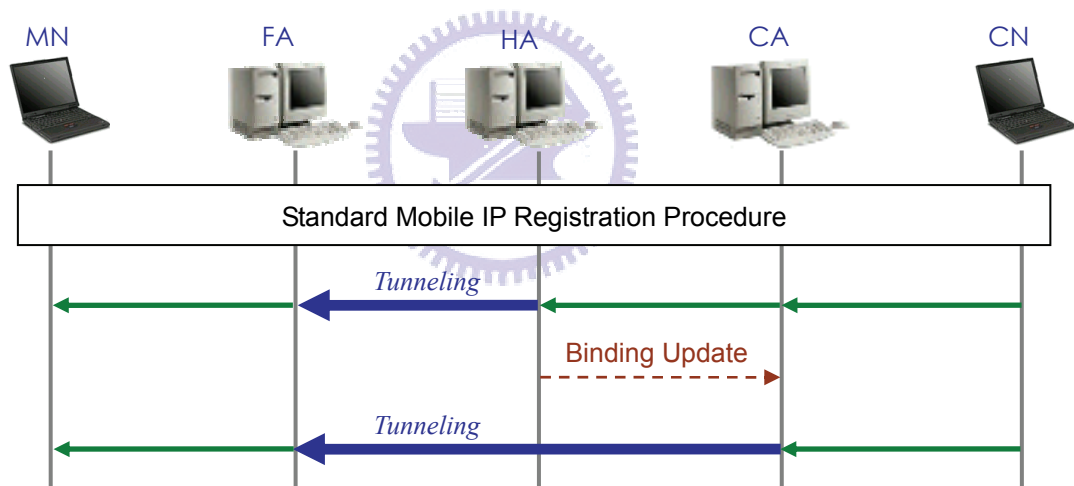 MN FA HA CA CN
Standard Mobile IP Registration Procedure
Tunneling
Binding Update
Tunneling